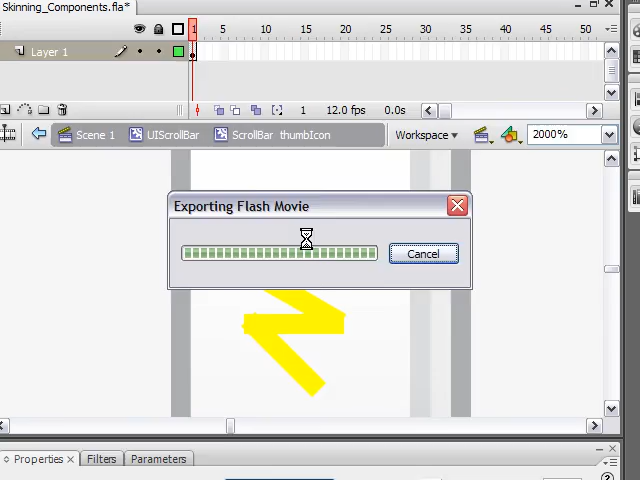 Skinning_Components.fla*
1 5 10 15 20 25 30 35 40 45 50
Layer 1
1 12.0 fps 0.0s
Scene 1 UIScrollBar ScrollBar thumbIcon Workspace 2000%
Exporting Flash Movie
Cancel
Properties Filters Parameters